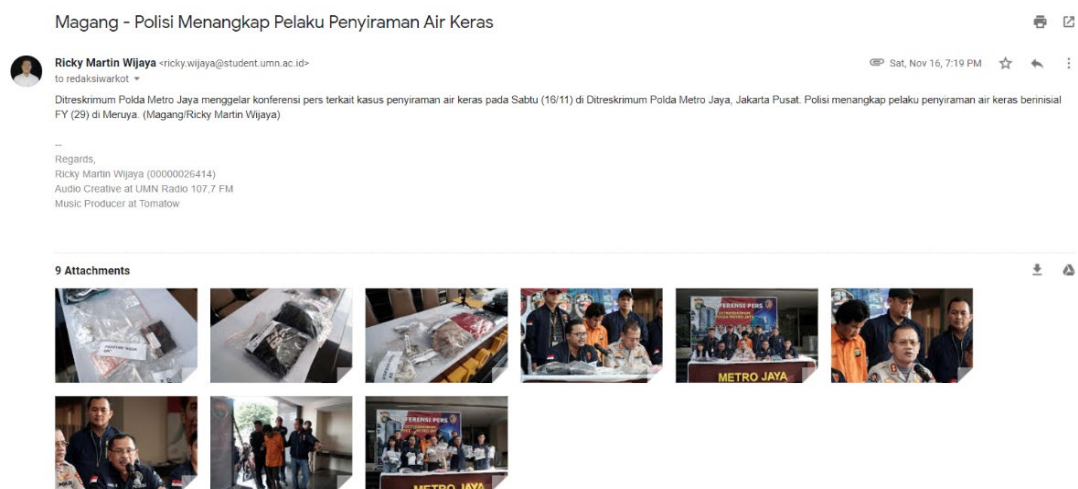 Magang - Polisi Menangkap Pelaku Penyiraman Air Keras
Ricky Martin Wijaya <ricky.wijaya@student.umn.ac.id>
Sat, Nov 16, 7:19 PM
to redaksiwarkot
Ditreskrimum Polda Metro Jaya menggelar konferensi pers terkait kasus penyiraman air keras pada Sabtu (16/11) di Ditreskrimum Polda Metro Jaya, Jakarta Pusat. Polisi menangkap pelaku penyiraman air keras berinisial
FY (29) di Meruya. (Magang/Ricky Martin Wijaya)
--
Regards,
Ricky Martin Wijaya (00000026414)
Audio Creative at UMN Radio 107,7 FM
Music Producer at Tomatow
9 Attachments
METRO JAYA
METRO JAYA